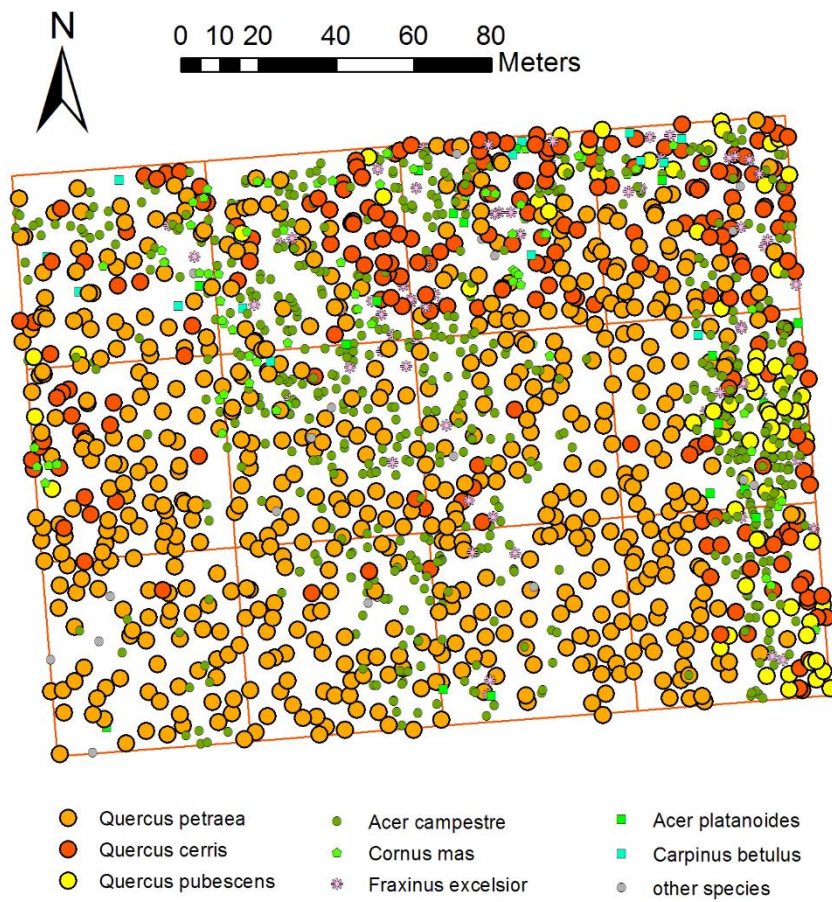 N
0 10 20 40 60 80
Meters
Quercus petraea
Quercus cerris
Quercus pubescens
Acer campestre
Cornus mas
Fraxinus excelsior
Acer platanoides
Carpinus betulus
other species